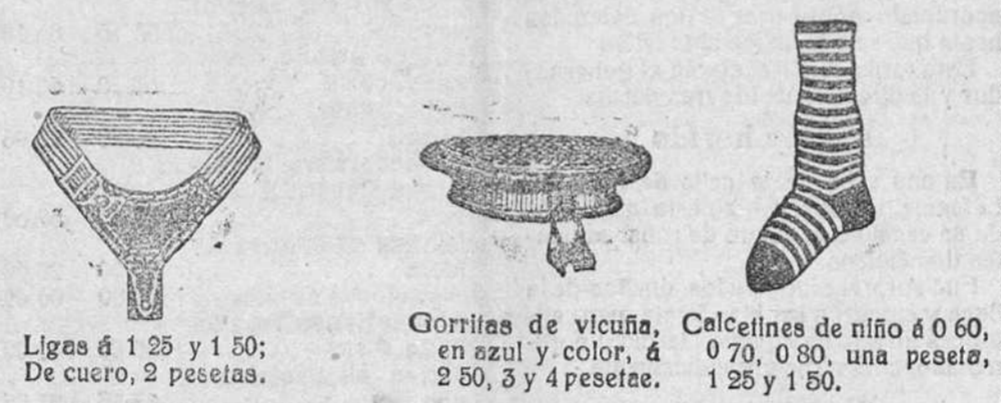 Ligas á 1 25 y 1 50;
De cuero, 2 pesetas.
Gorritas de vicuña,
en azul y color, á
2 50, 3 y 4 pesetae.
Calcetines de niño á 0 60,
0 70, 0 80, una peseta,
1 25 y 1 50.